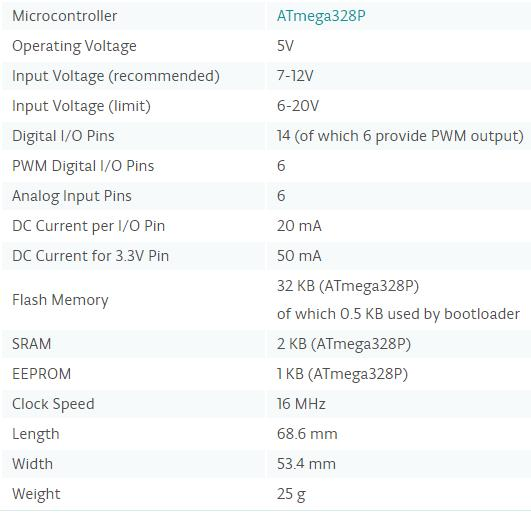 Microcontroller ATmega328P
Operating Voltage 5V
Input Voltage (recommended) 7-12V
Input Voltage (limit) 6-20V
Digital I/O Pins 14 (of which 6 provide PWM output)
PWM Digital I/O Pins 6
Analog Input Pins 6
DC Current per I/O Pin 20 mA
DC Current for 3.3V Pin 50 mA
Flash Memory 32 KB (ATmega328P)
of which 0.5 KB used by bootloader
SRAM 2 KB (ATmega328P)
EEPROM 1 KB (ATmega328P)
Clock Speed 16 MHz
Length 68.6 mm
Width 53.4 mm
Weight 25 g